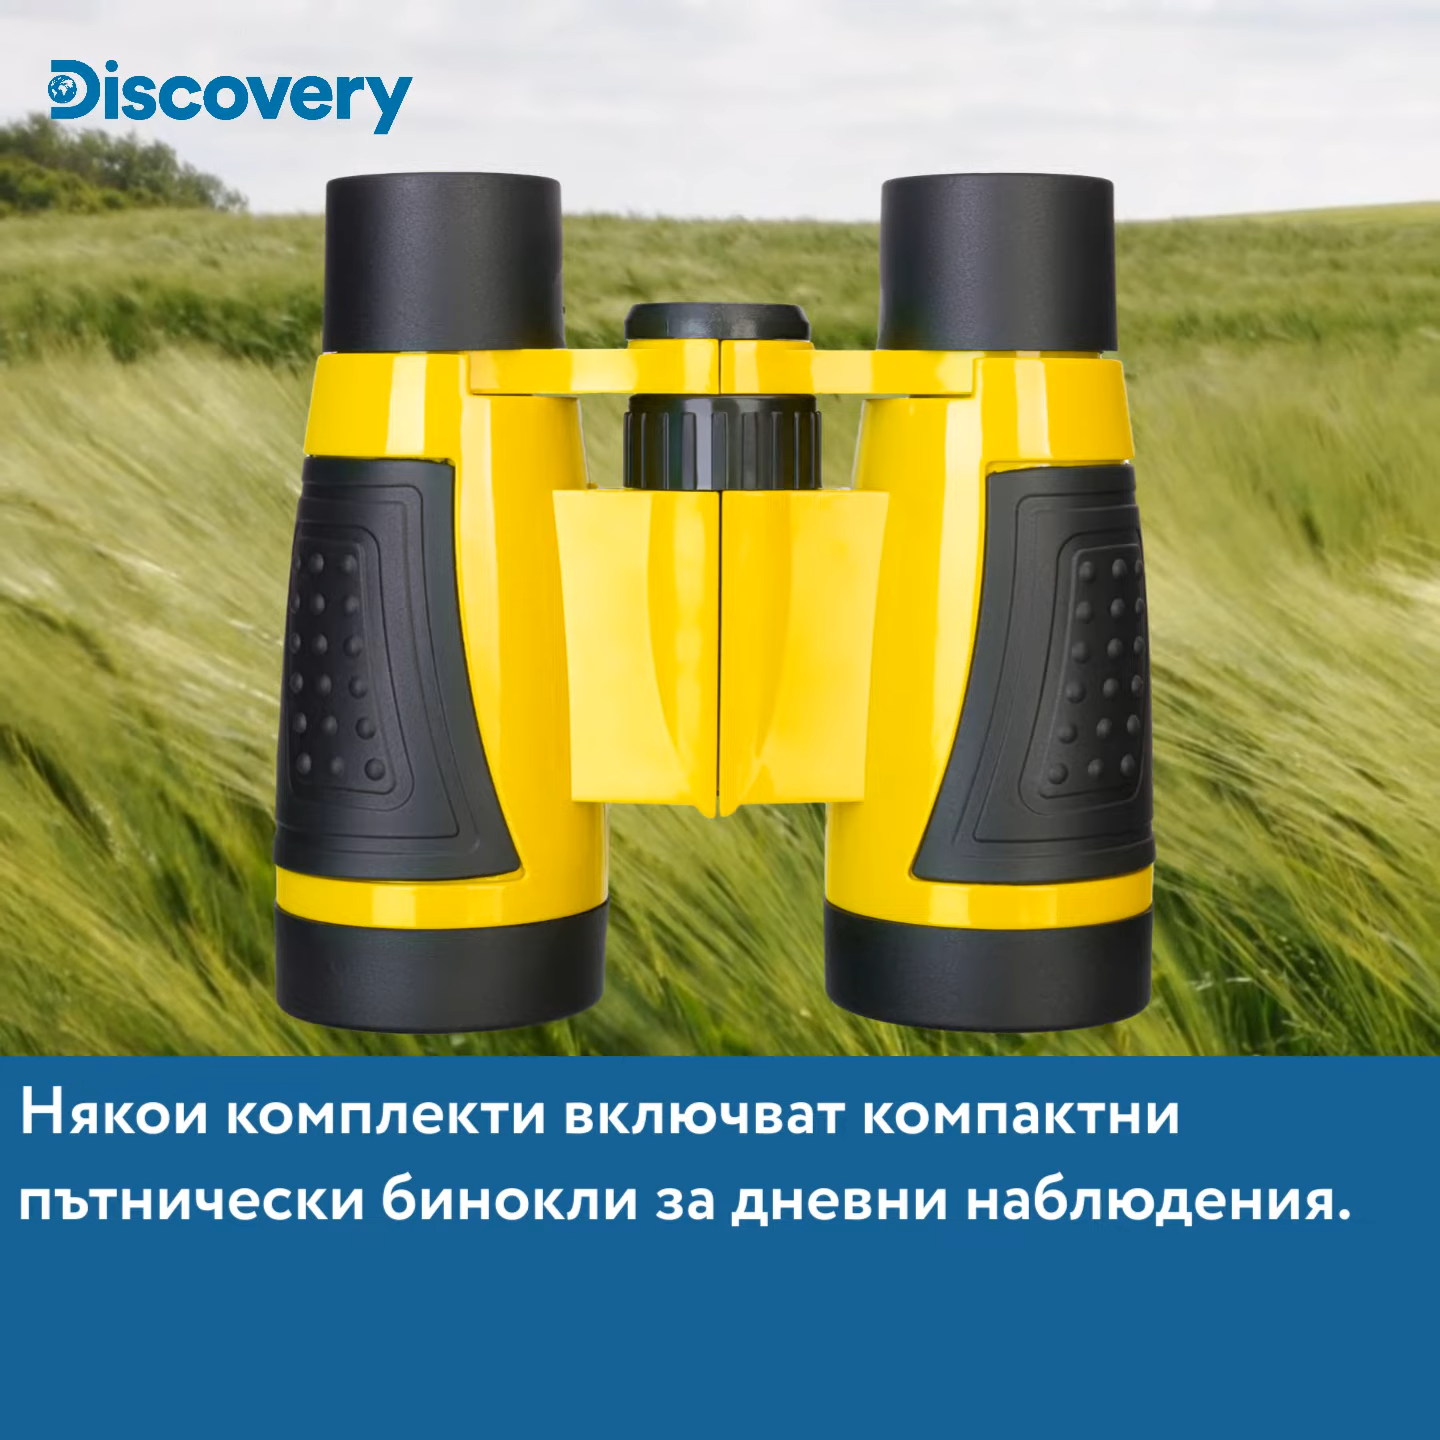 Discovery
Някои комплекти включват компактни
пътнически бинокли за дневни наблюдения.